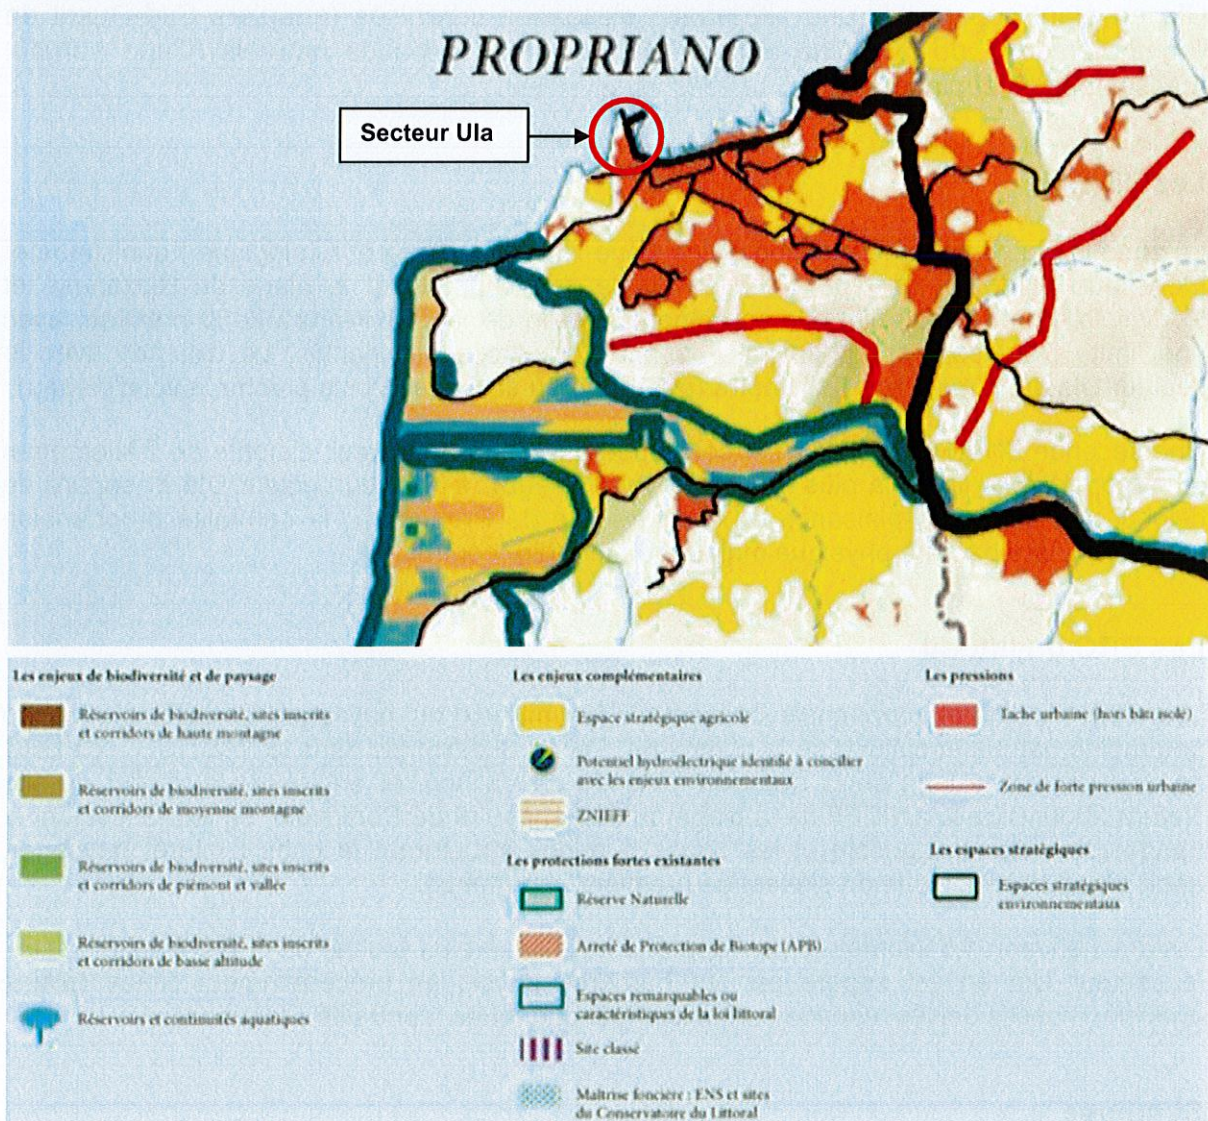 PROPRIANO
Secteur Ula
Les enjeux de biodiversité et de paysage
Réservoirs de biodiversité, sites inscrits
et corridors de haute montagne
Réservoirs de biodiversité, sites inscrits
et corridors de moyenne montagne
Réservoirs de biodiversité, sites inscrits
et corridors de piémont et vallée
Réservoirs de biodiversité, sites inscrits
et corridors de basse altitude
Réservoirs et continuités aquatiques
Les enjeux complémentaires
Espace stratégique agricole
Potentiel hydroélectrique identifié à concilier
avec les enjeux environnementaux
ZNIEFF
Les protections fortes existantes
Réserve Naturelle
Arreté de Protection de Biotope (APB)
Espaces remarquables ou
caractéristiques de la loi littoral
Site classé
Maîtrise foncière : ENS et sites
du Conservatoire du Littoral
Les pressions
Tache urbaine (hors bâti isolé)
Zone de forte pression urbaine
Les espaces stratégiques
Espaces stratégiques
environnementaux